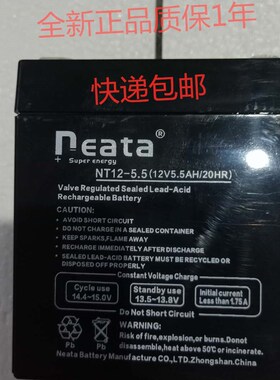 全新正品质保1年
快递包邮
neata®
Super energy
NT12-5.5(12V5.5AH/20HR)
Valve Regulated Sealed Lead-Acid
Rechargeable Battery
CAUTION:
AVOID SHORT CIRCUIT
DO NOT CHARGE IN A SEALED CONTAINER
KEEP SPARKS,FLAME AWAY
SEALED LEAD-ACID BATTERY MUST BE RECYCLED OR
DISPOSED OFF PROPERLY
Constant Voltage Charge
Cycle use
14.4-15.0V
Standby use
13.5-13.8V
Initial current
Less than 1.75 A
Do Not Short Circuit
Pb
Pb
WARNING:
Risk of fire,explosion,or burns.Donot
disassemble,heat above 50°C or incinerate.
Neata Battery Manufacture CO.,LTD.Zhongshan.China